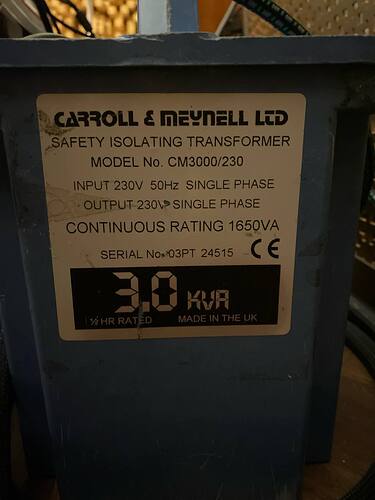 CARROLL & MEYNELL LTD
SAFETY ISOLATING TRANSFORMER
MODEL No. CM3000/230
INPUT 230V 50Hz SINGLE PHASE
OUTPUT 230V SINGLE PHASE
CONTINUOUS RATING 1650VA
SERIAL No. 03PT 24515 CE
3.0 KVA
½ HR RATED MADE IN THE UK